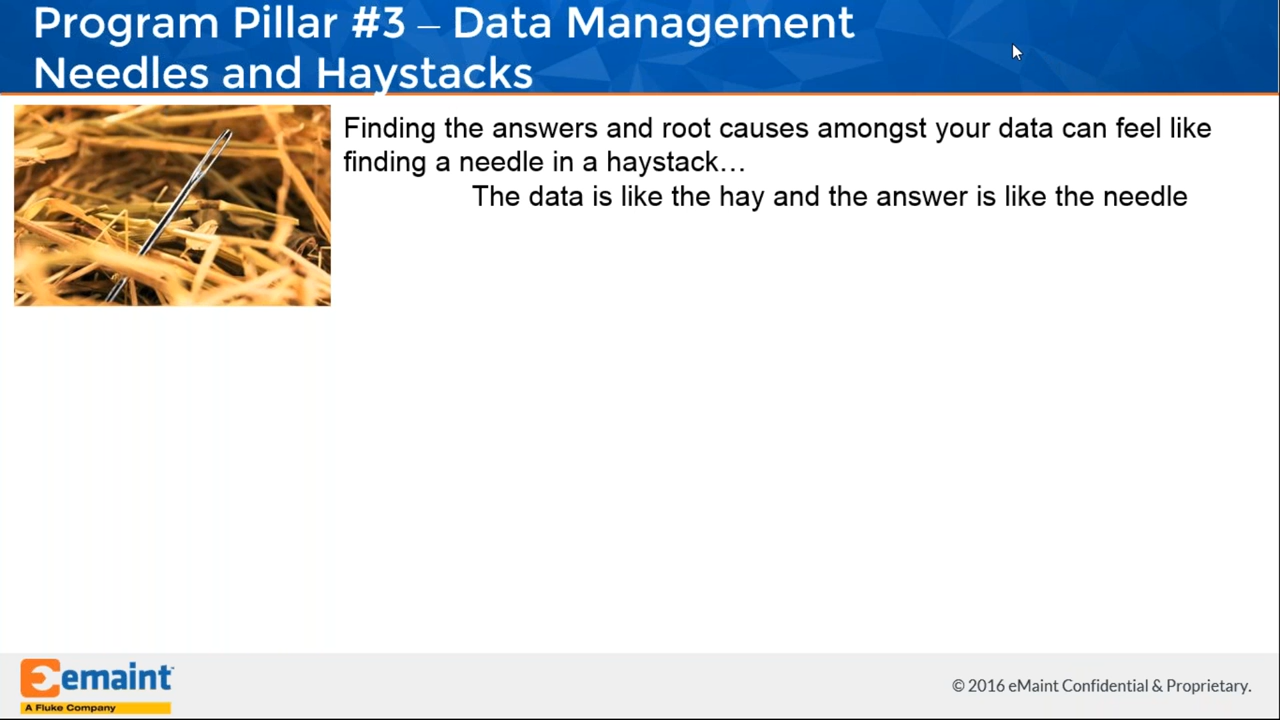 Program Pillar #3 – Data Management
Needles and Haystacks
Finding the answers and root causes amongst your data can feel like
finding a needle in a haystack…
The data is like the hay and the answer is like the needle
emaint™
A Fluke Company
© 2016 eMaint Confidential & Proprietary.